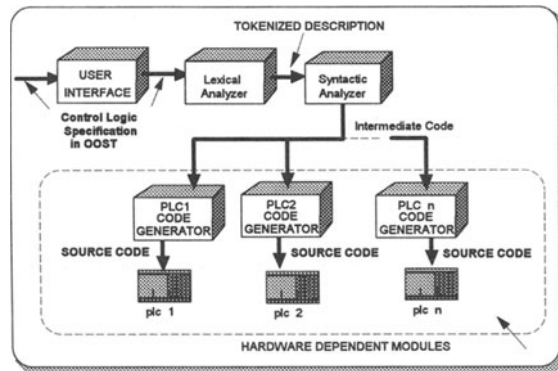 TOKENIZED DESCRIPTION
USER
INTERFACE
Lexical
Analyzer
Syntactic
Analyzer
Control Logic
Specification
in OOST
Intermediate Code
PLC1
CODE
GENERATOR
PLC2
CODE
GENERATOR
PLC n
CODE
GENERATOR
SOURCE CODE
SOURCE CODE
SOURCE CODE
plc 1
plc 2
plc n
HARDWARE DEPENDENT MODULES